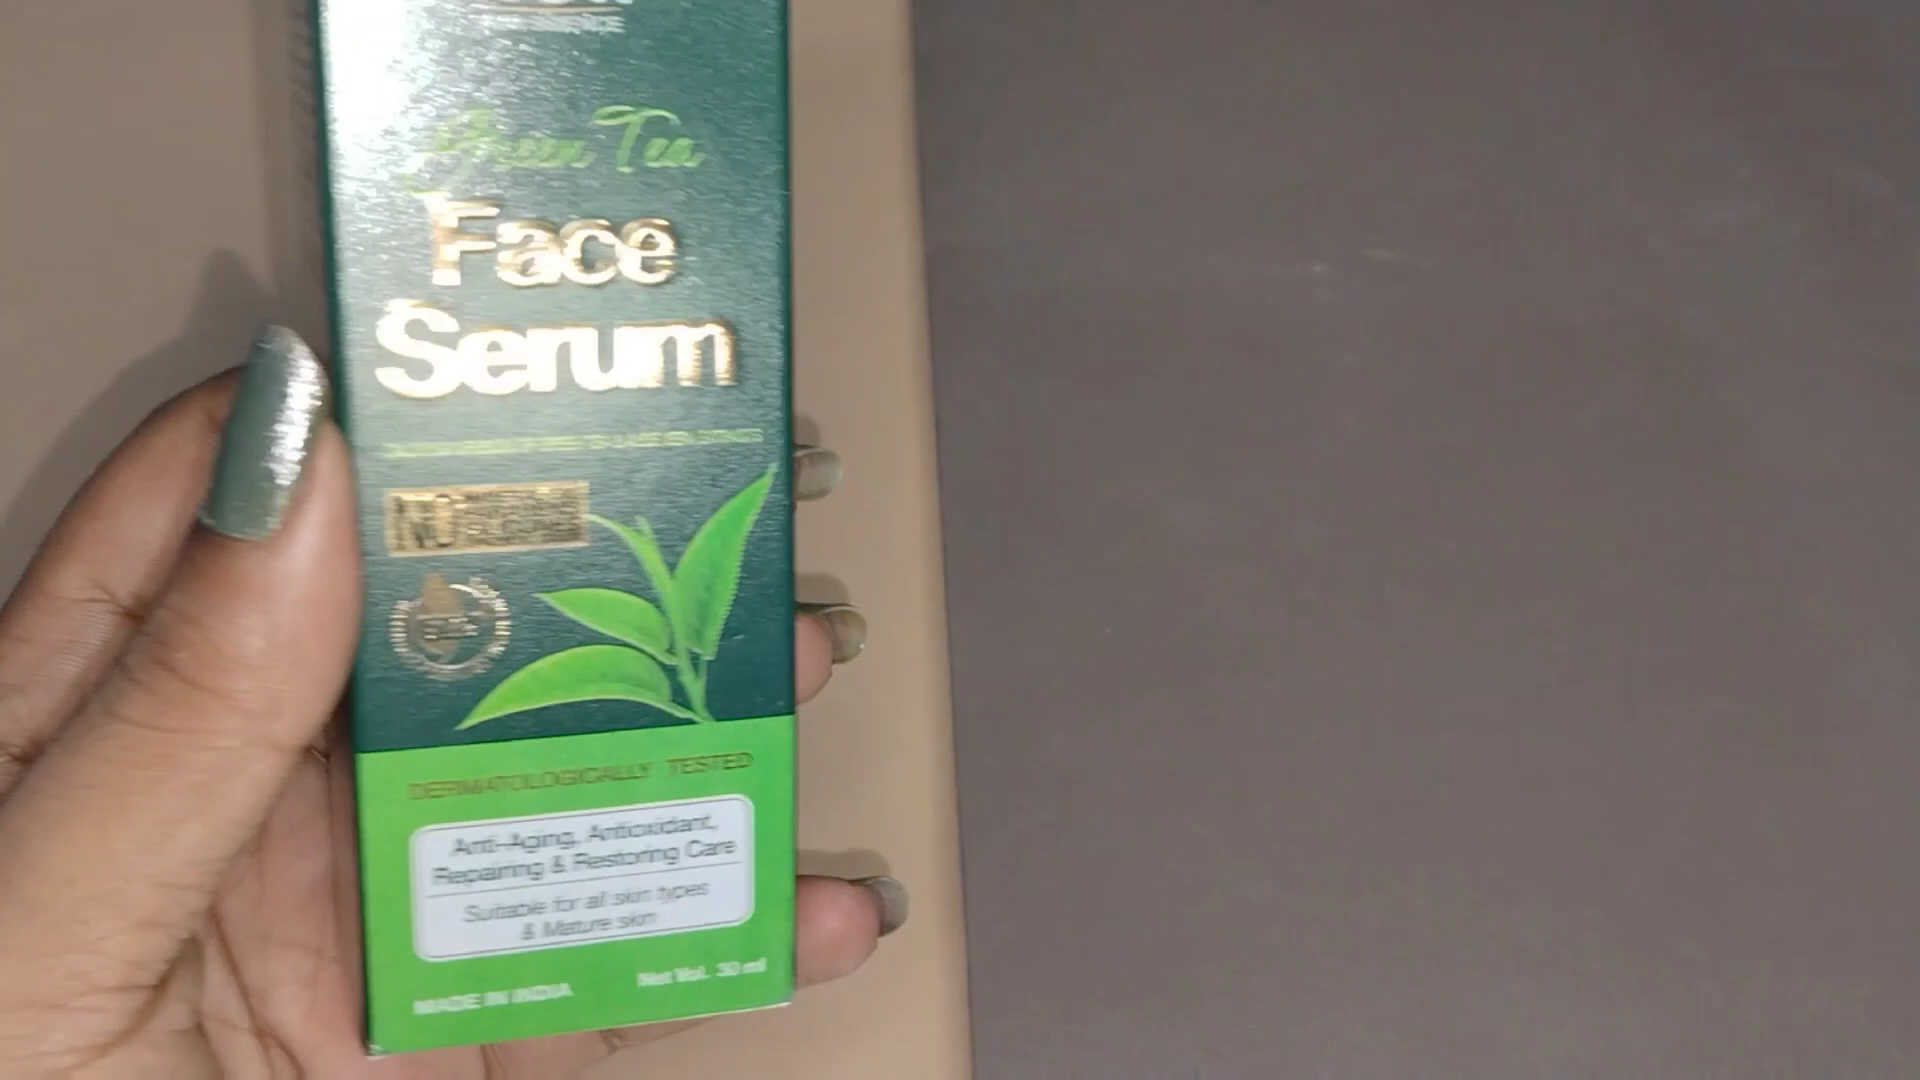 Green Tea
Face
Serum
NO
DERMATOLOGICALLY TESTED
Anti-Aging, Antioxidant,
Repairing & Restoring Care
Suitable for all skin types
& Mature skin
MADE IN INDIA
Net Vol. 30 ml